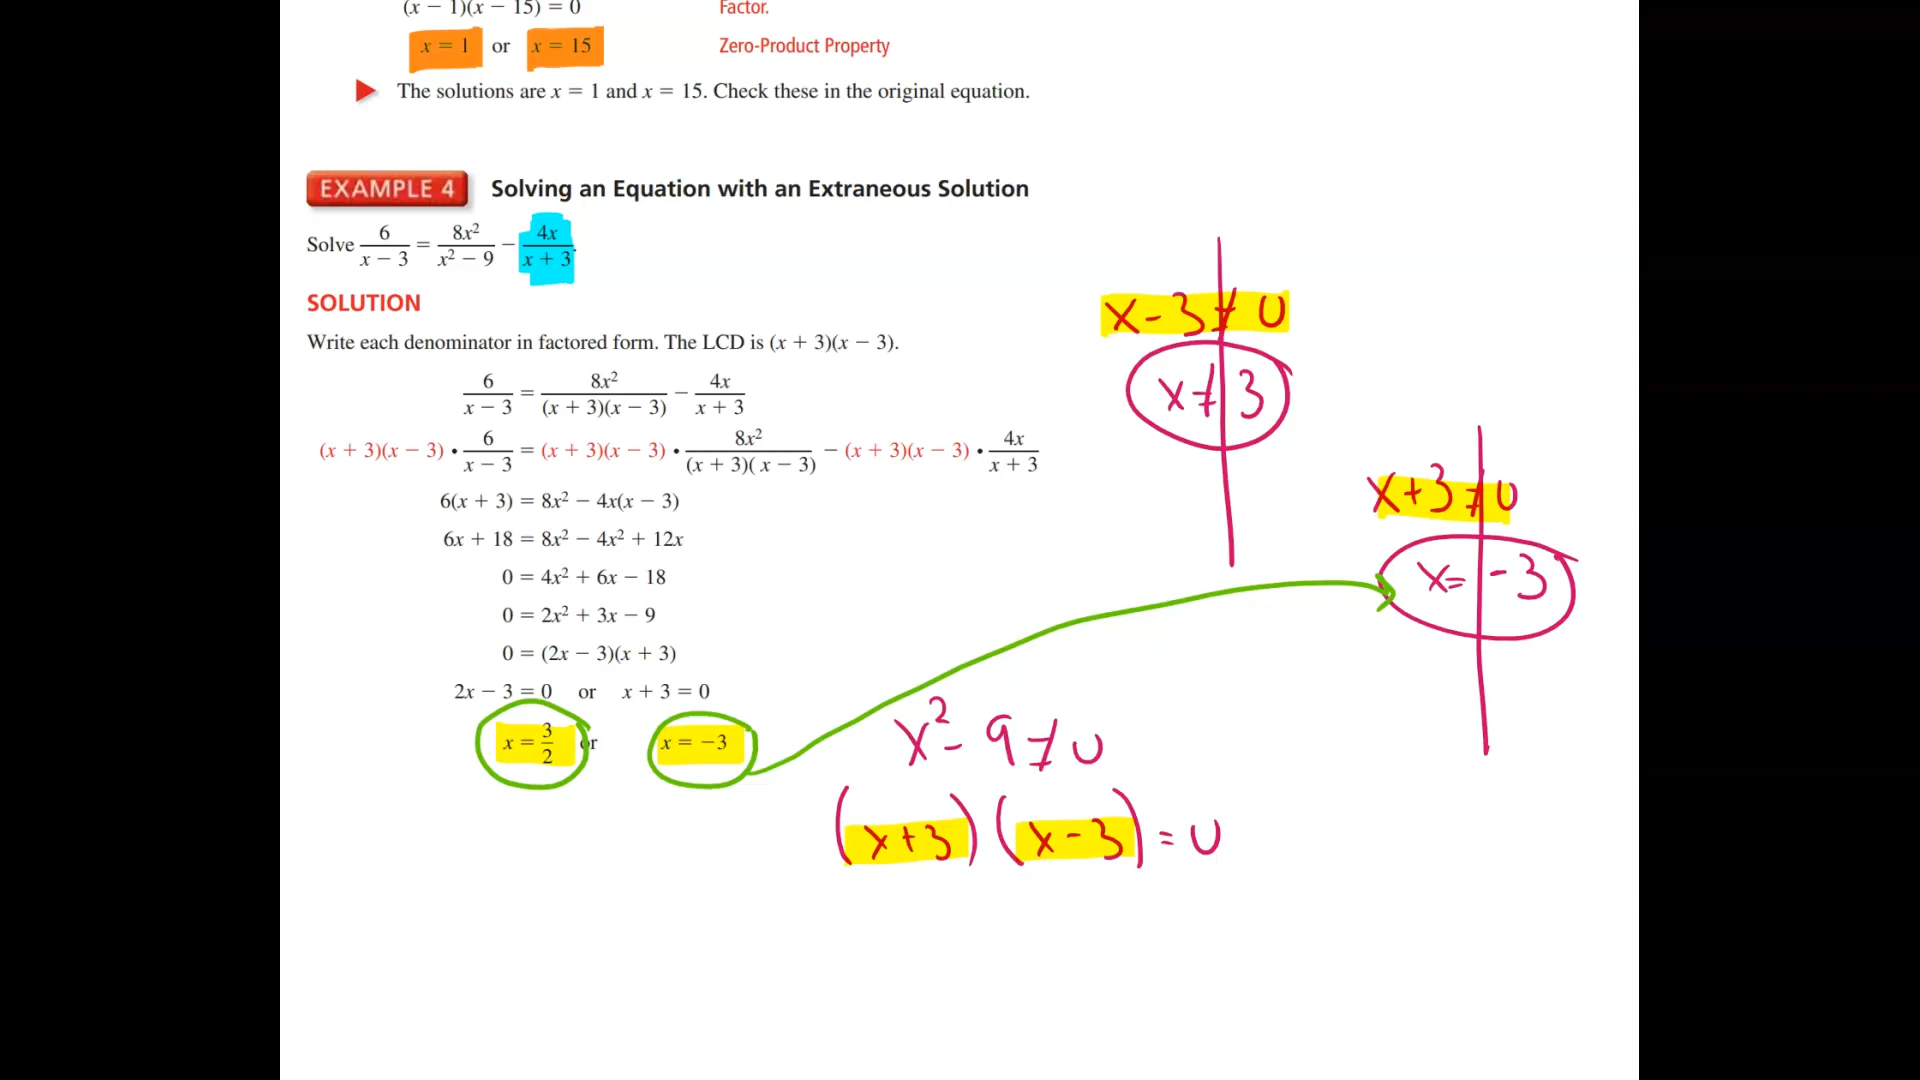 (x − 1)(x − 15) = 0 Factor.
x = 1 or x = 15 Zero-Product Property
The solutions are x = 1 and x = 15. Check these in the original equation.
EXAMPLE 4 Solving an Equation with an Extraneous Solution
Solve 6/(x − 3) = 8x²/(x² − 9) − 4x/(x + 3).
SOLUTION
Write each denominator in factored form. The LCD is (x + 3)(x − 3).
6/(x − 3) = 8x²/((x + 3)(x − 3)) − 4x/(x + 3)
(x + 3)(x − 3) • 6/(x − 3) = (x + 3)(x − 3) • 8x²/((x + 3)(x − 3)) − (x + 3)(x − 3) • 4x/(x + 3)
6(x + 3) = 8x² − 4x(x − 3)
6x + 18 = 8x² − 4x² + 12x
0 = 4x² + 6x − 18
0 = 2x² + 3x − 9
0 = (2x − 3)(x + 3)
2x − 3 = 0 or x + 3 = 0
x = 3/2 or x = −3
x - 3 ≠ 0
x ≠ 3
x + 3 ≠ 0
x = -3
x² - 9 ≠ 0
(x+3)(x-3) = 0